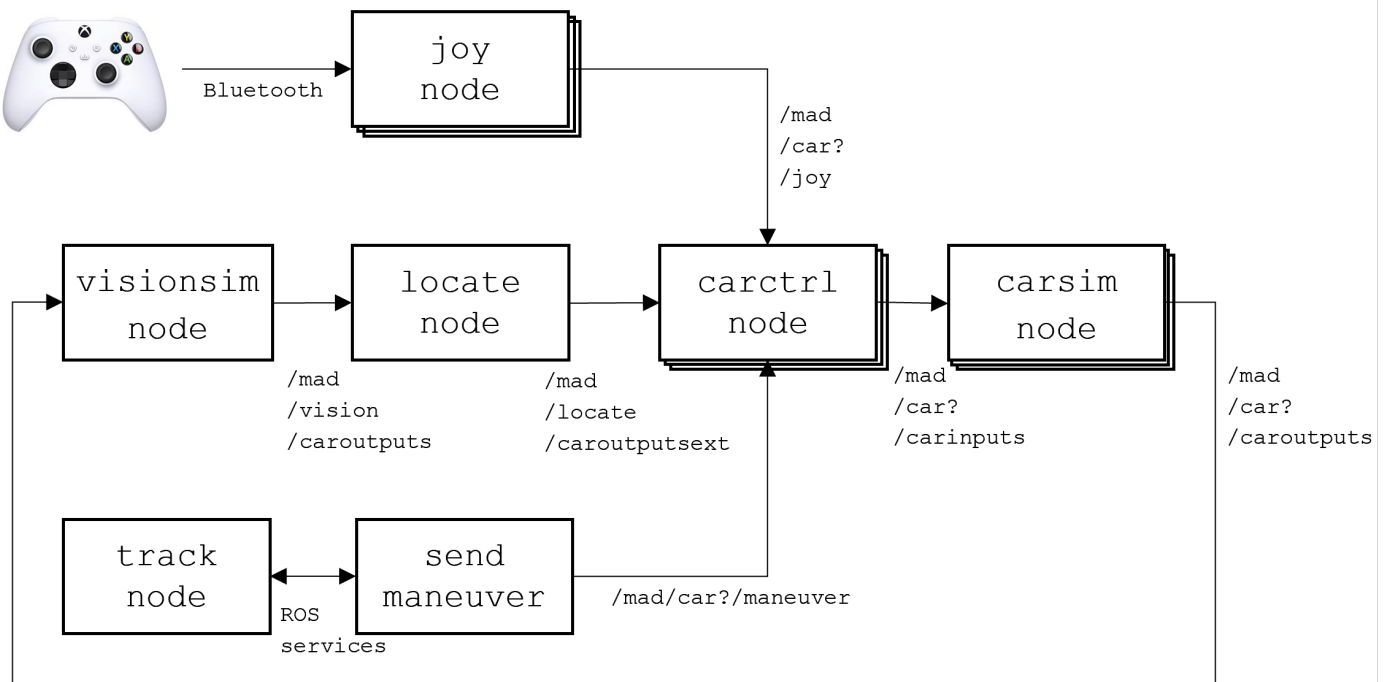 joy
node
Bluetooth
/mad
/car?
/joy
visionsim
node
locate
node
carctrl
node
carsim
node
/mad
/vision
/caroutputs
/mad
/locate
/caroutputsext
/mad
/car?
/carinputs
/mad
/car?
/caroutputs
track
node
send
maneuver
ROS
services
/mad/car?/maneuver